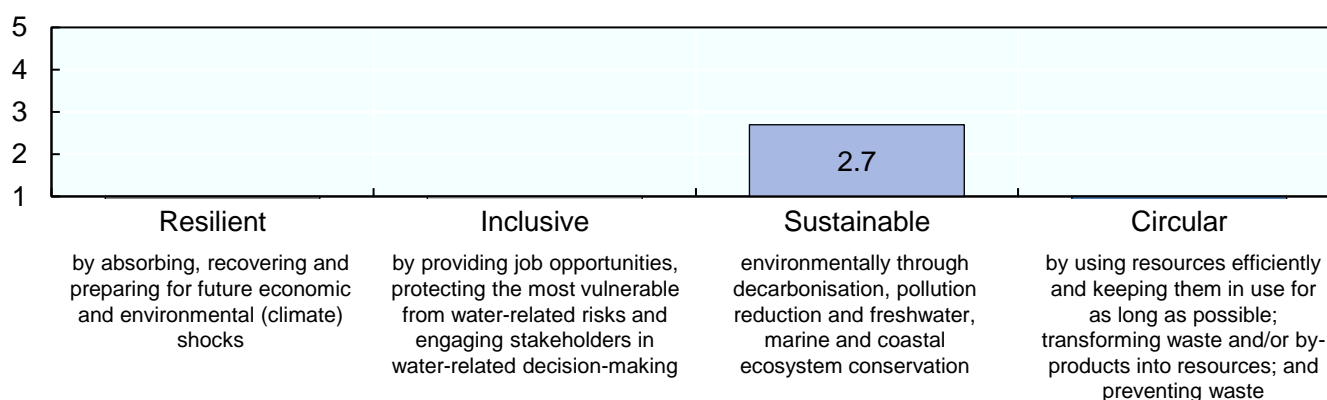 5
4
3
2
1
2.7
Resilient
by absorbing, recovering and
preparing for future economic
and environmental (climate)
shocks
Inclusive
by providing job opportunities,
protecting the most vulnerable
from water-related risks and
engaging stakeholders in
water-related decision-making
Sustainable
environmentally through
decarbonisation, pollution
reduction and freshwater,
marine and coastal
ecosystem conservation
Circular
by using resources efficiently
and keeping them in use for
as long as possible;
transforming waste and/or by-
products into resources; and
preventing waste